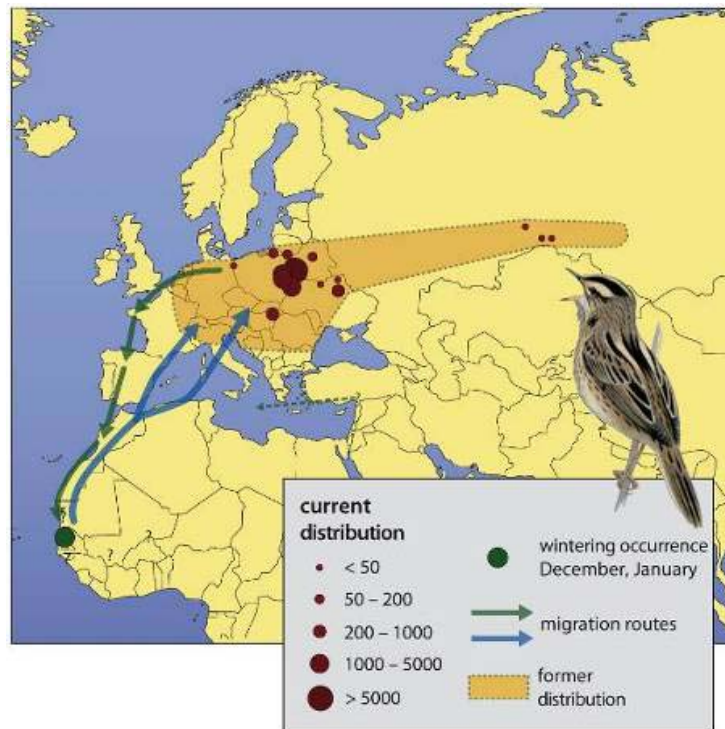 ?
?
?
current
distribution
< 50
50 – 200
200 – 1000
1000 – 5000
> 5000
wintering occurrence
December, January
migration routes
former
distribution